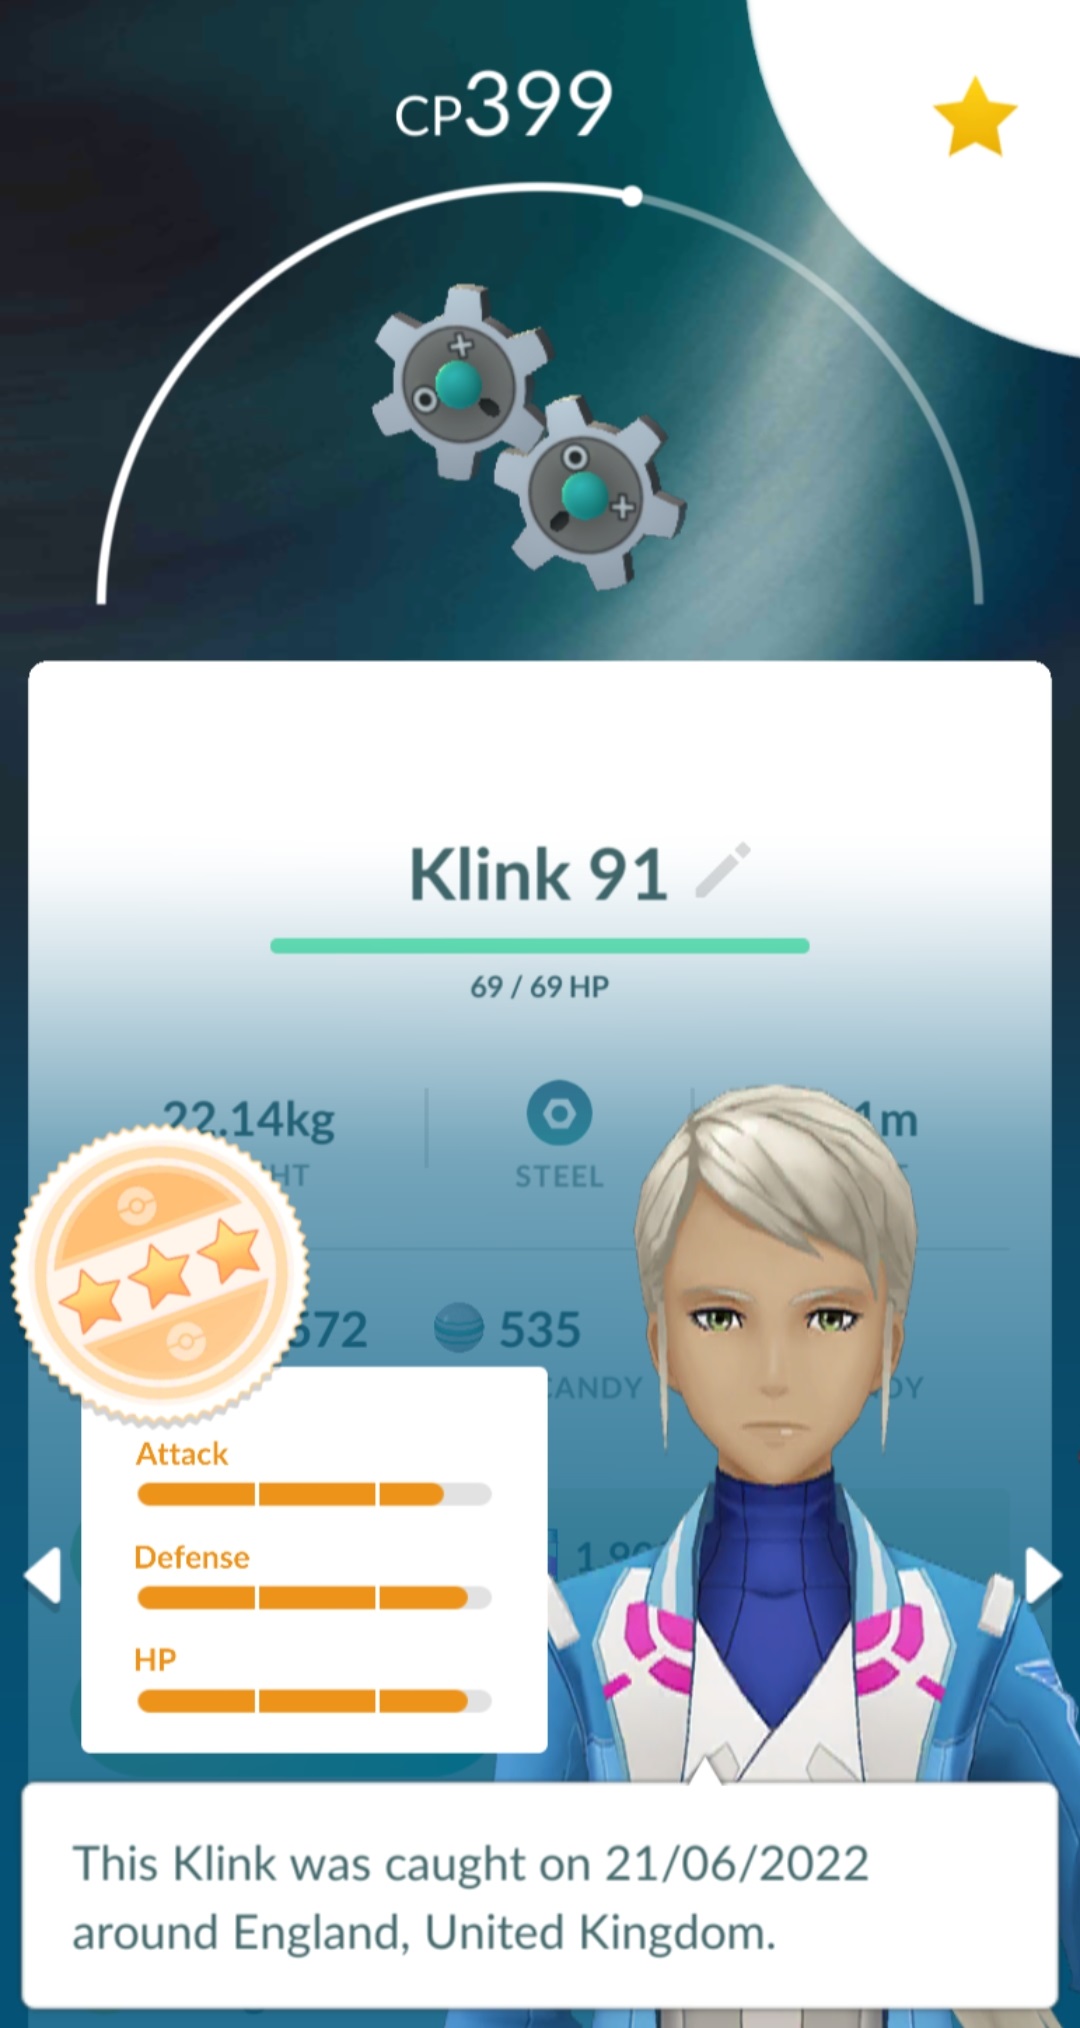 CP399
Klink 91
69 / 69 HP
22.14kg
STEEL
535
Attack
Defense
HP
This Klink was caught on 21/06/2022
around England, United Kingdom.